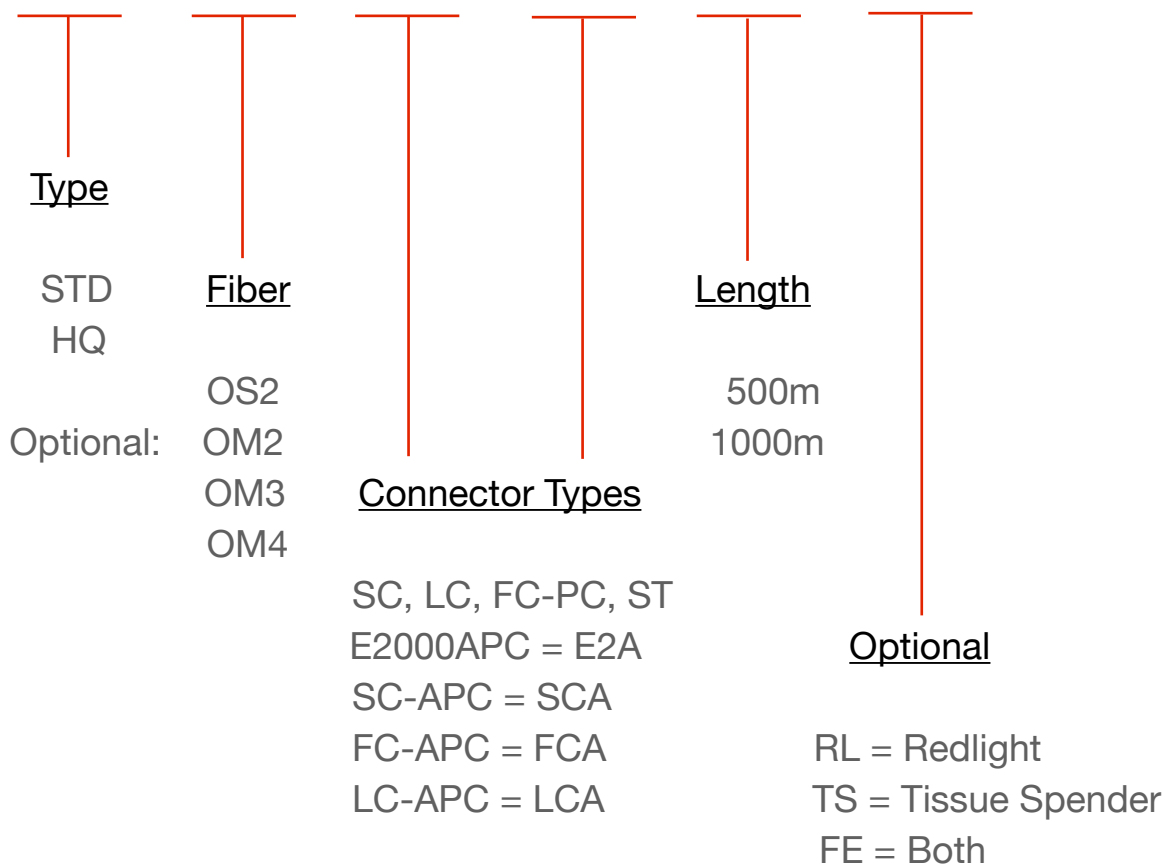 Type
STD
HQ
Fiber
OS2
Optional: OM2
OM3
OM4
Connector Types
SC, LC, FC-PC, ST
E2000APC = E2A
SC-APC = SCA
FC-APC = FCA
LC-APC = LCA
Length
500m
1000m
Optional
RL = Redlight
TS = Tissue Spender
FE = Both